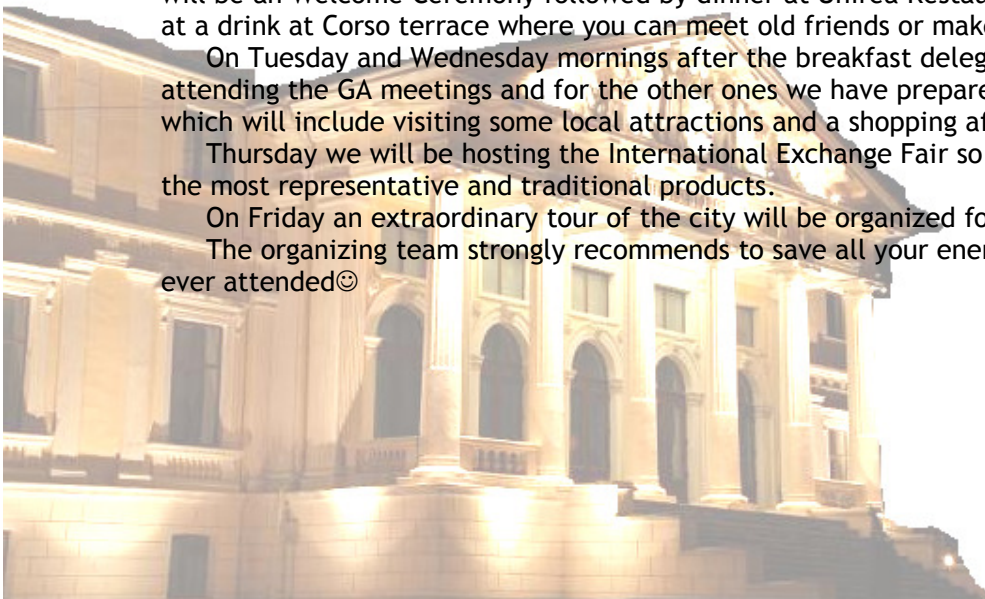 will be an Welcome Ceremony followed by dinner at Unirea
at a drink at Corso terrace where you can meet old friends or make
On Tuesday and Wednesday mornings after the breakfast deleg
attending the GA meetings and for the other ones we have prepare
which will include visiting some local attractions and a shopping
Thursday we will be hosting the International Exchange Fair so
the most representative and traditional products.
On Friday an extraordinary tour of the city will be organized fo
The organizing team strongly recommends to save all your ener
ever attended☺